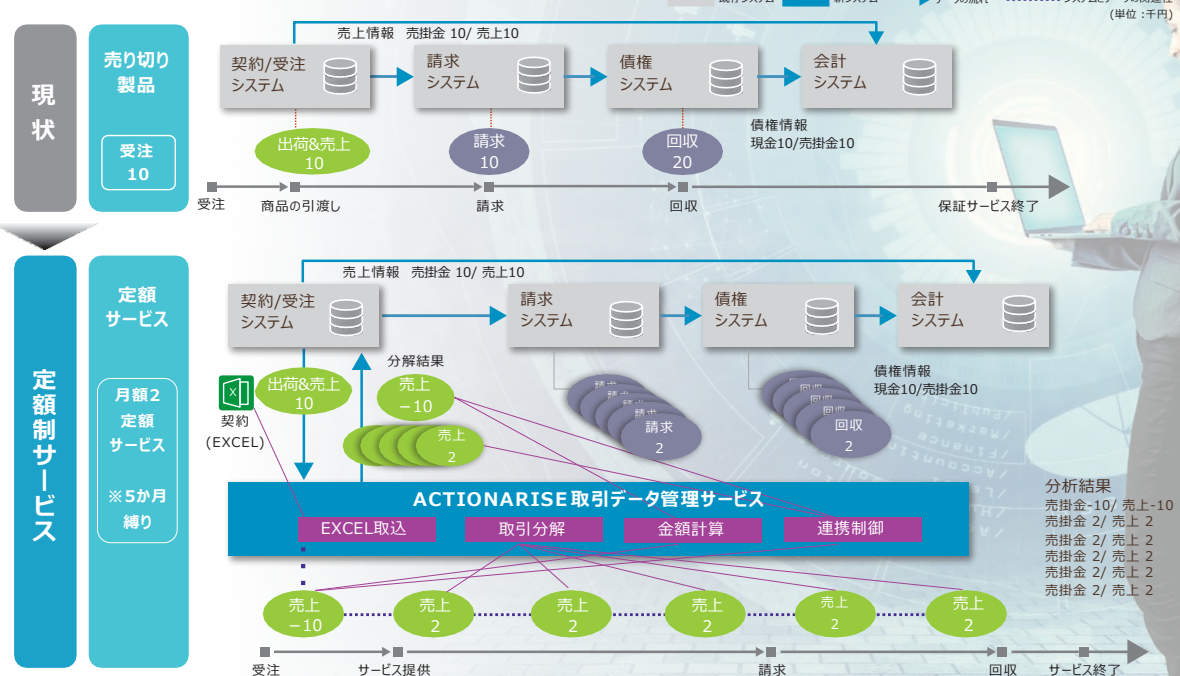 (単位：千円)
現状
売り切り
製品
受注
10
売上情報 売掛金 10/ 売上10
契約/受注
システム
請求
システム
債権
システム
会計
システム
出荷&売上
10
請求
10
回収
20
債権情報
現金10/売掛金10
受注
商品の引渡し
請求
回収
保証サービス終了
定額制サービス
定額
サービス
月額2
定額
サービス
※5か月
縛り
売上情報 売掛金 10/ 売上10
契約/受注
システム
請求
システム
債権
システム
会計
システム
債権情報
現金10/売掛金10
契約
(EXCEL)
出荷&売上
10
分解結果
売上
−10
売上
2
請求
請求
請求
請求
請求
2
回収
回収
回収
回収
回収
2
ACTIONARISE取引データ管理サービス
EXCEL取込
取引分解
金額計算
連携制御
分析結果
売掛金-10/ 売上-10
売掛金 2/ 売上 2
売掛金 2/ 売上 2
売掛金 2/ 売上 2
売掛金 2/ 売上 2
売掛金 2/ 売上 2
売上
−10
売上
2
売上
2
売上
2
売上
2
売上
2
受注
サービス提供
請求
回収
サービス終了